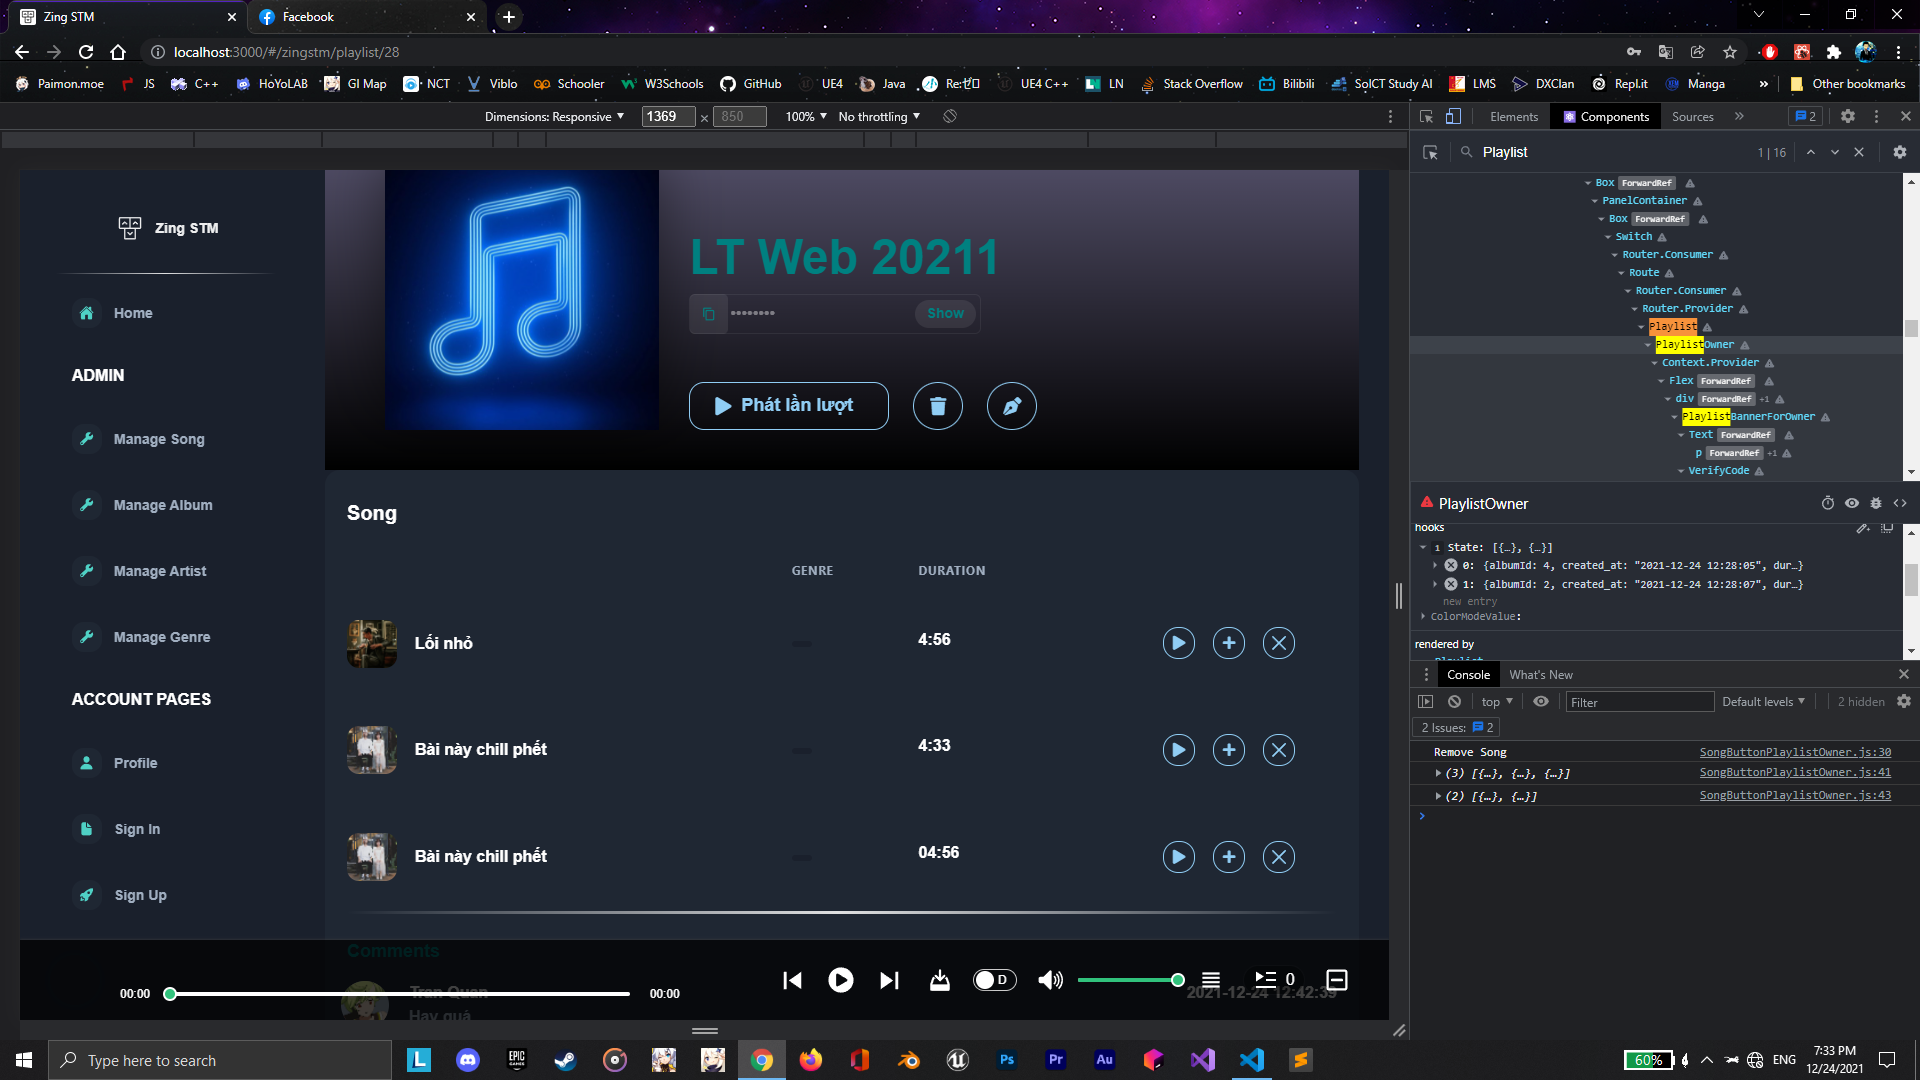 Zing STM
Facebook
localhost:3000/#/zingstm/playlist/28
Paimon.moe
JS
C++
HoYoLAB
GI Map
NCT
Viblo
Schooler
W3Schools
GitHub
UE4
Java
Re:ゼロ
UE4 C++
LN
Stack Overflow
Bilibili
SoICT Study AI
LMS
DXClan
Repl.it
Manga
»
Other bookmarks
Dimensions: Responsive
1369
×
850
100%
No throttling
Elements
Components
Sources
»
2
Playlist
1 | 16
Zing STM
Home
ADMIN
Manage Song
Manage Album
Manage Artist
Manage Genre
ACCOUNT PAGES
Profile
Sign In
Sign Up
LT Web 20211
••••••••
Show
Phát lần lượt
Song
GENRE
DURATION
Lối nhỏ
4:56
Bài này chill phết
4:33
Bài này chill phết
04:56
Comments
Tran Quan
2021-12-24 12:42:39
Hay quá
00:00
00:00
D
0
Box ForwardRef
PanelContainer
Box ForwardRef
Switch
Router.Consumer
Route
Router.Consumer
Router.Provider
Playlist
PlaylistOwner
Context.Provider
Flex ForwardRef
div ForwardRef +1
PlaylistBannerForOwner
Text ForwardRef
p ForwardRef +1
VerifyCode
PlaylistOwner
hooks
1 State: [{…}, {…}]
0: {albumId: 4, created_at: "2021-12-24 12:28:05", dur…}
1: {albumId: 2, created_at: "2021-12-24 12:28:07", dur…}
new entry
ColorModeValue:
rendered by
Playlist
Console
What's New
top
Filter
Default levels
2 hidden
2 Issues: 2
Remove Song SongButtonPlaylistOwner.js:30
(3) [{…}, {…}, {…}] SongButtonPlaylistOwner.js:41
(2) [{…}, {…}] SongButtonPlaylistOwner.js:43
Type here to search
L
EPIC GAMES
Ps
Pr
Au
60%
ENG
7:33 PM
12/24/2021